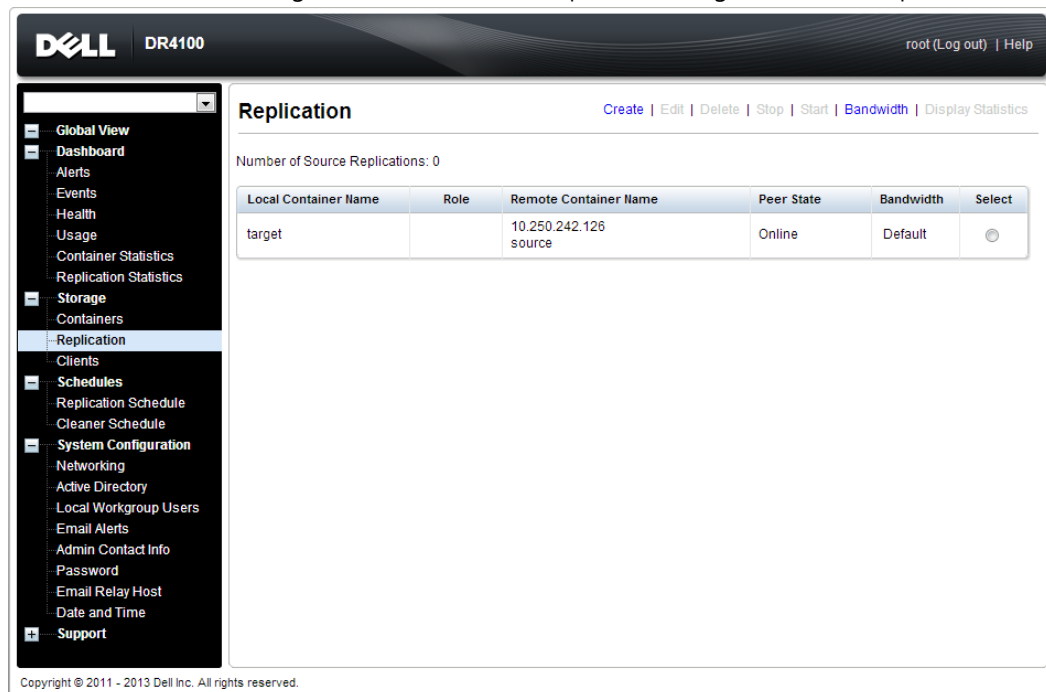 DELL DR4100
root (Log out) | Help
Global View
Dashboard
Alerts
Events
Health
Usage
Container Statistics
Replication Statistics
Storage
Containers
Replication
Clients
Schedules
Replication Schedule
Cleaner Schedule
System Configuration
Networking
Active Directory
Local Workgroup Users
Email Alerts
Admin Contact Info
Password
Email Relay Host
Date and Time
Support
Replication
Create | Edit | Delete | Stop | Start | Bandwidth | Display Statistics
Number of Source Replications: 0
Local Container Name Role Remote Container Name Peer State Bandwidth Select
target 10.250.242.126 Online Default
source
Copyright © 2011 - 2013 Dell Inc. All rights reserved.